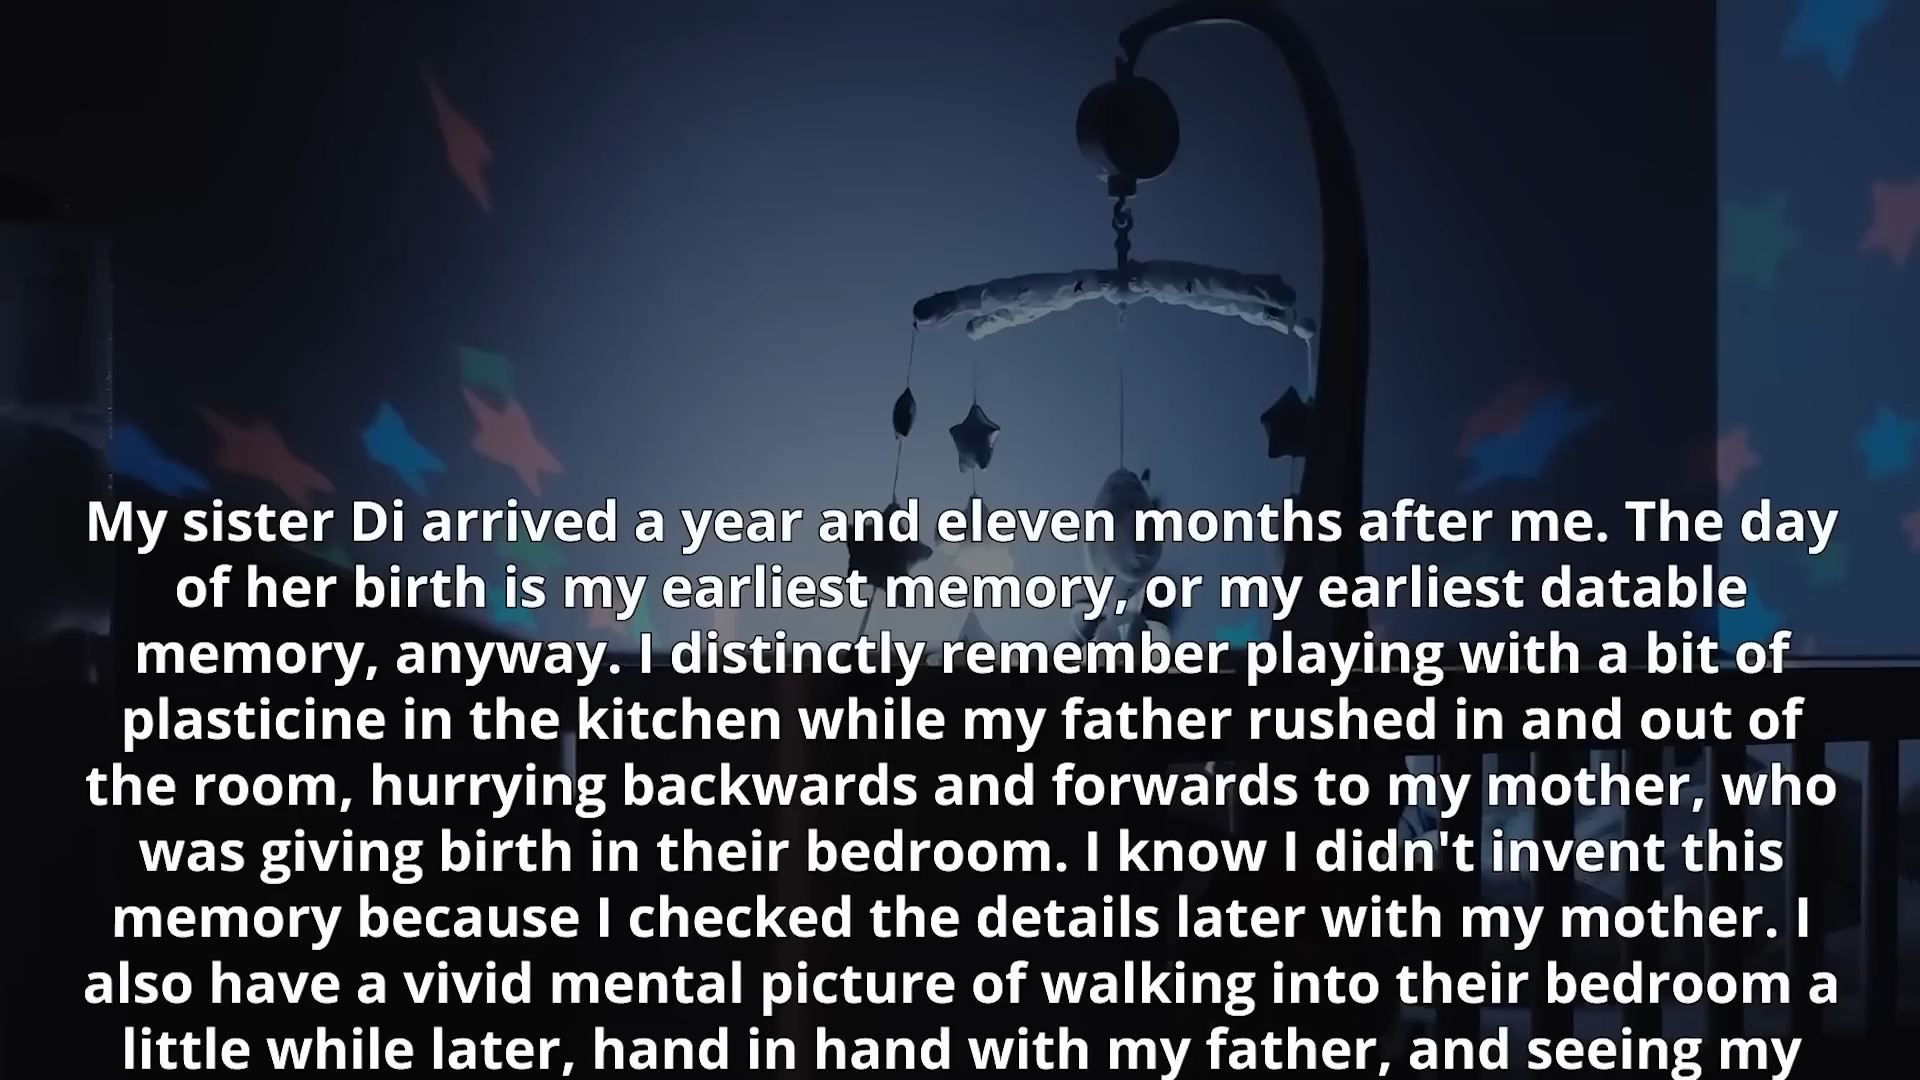 My sister Di arrived a year and eleven months after me. The day
of her birth is my earliest memory, or my earliest datable
memory, anyway. I distinctly remember playing with a bit of
plasticine in the kitchen while my father rushed in and out of
the room, hurrying backwards and forwards to my mother, who
was giving birth in their bedroom. I know I didn't invent this
memory because I checked the details later with my mother. I
also have a vivid mental picture of walking into their bedroom a
little while later, hand in hand with my father, and seeing my